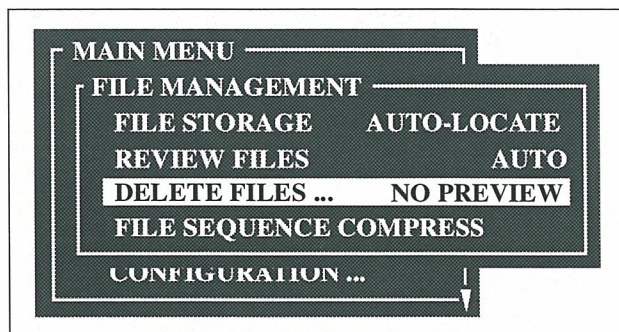 MAIN MENU
FILE MANAGEMENT
FILE STORAGE AUTO-LOCATE
REVIEW FILES AUTO
DELETE FILES ... NO PREVIEW
FILE SEQUENCE COMPRESS
CONFIGURATION ...